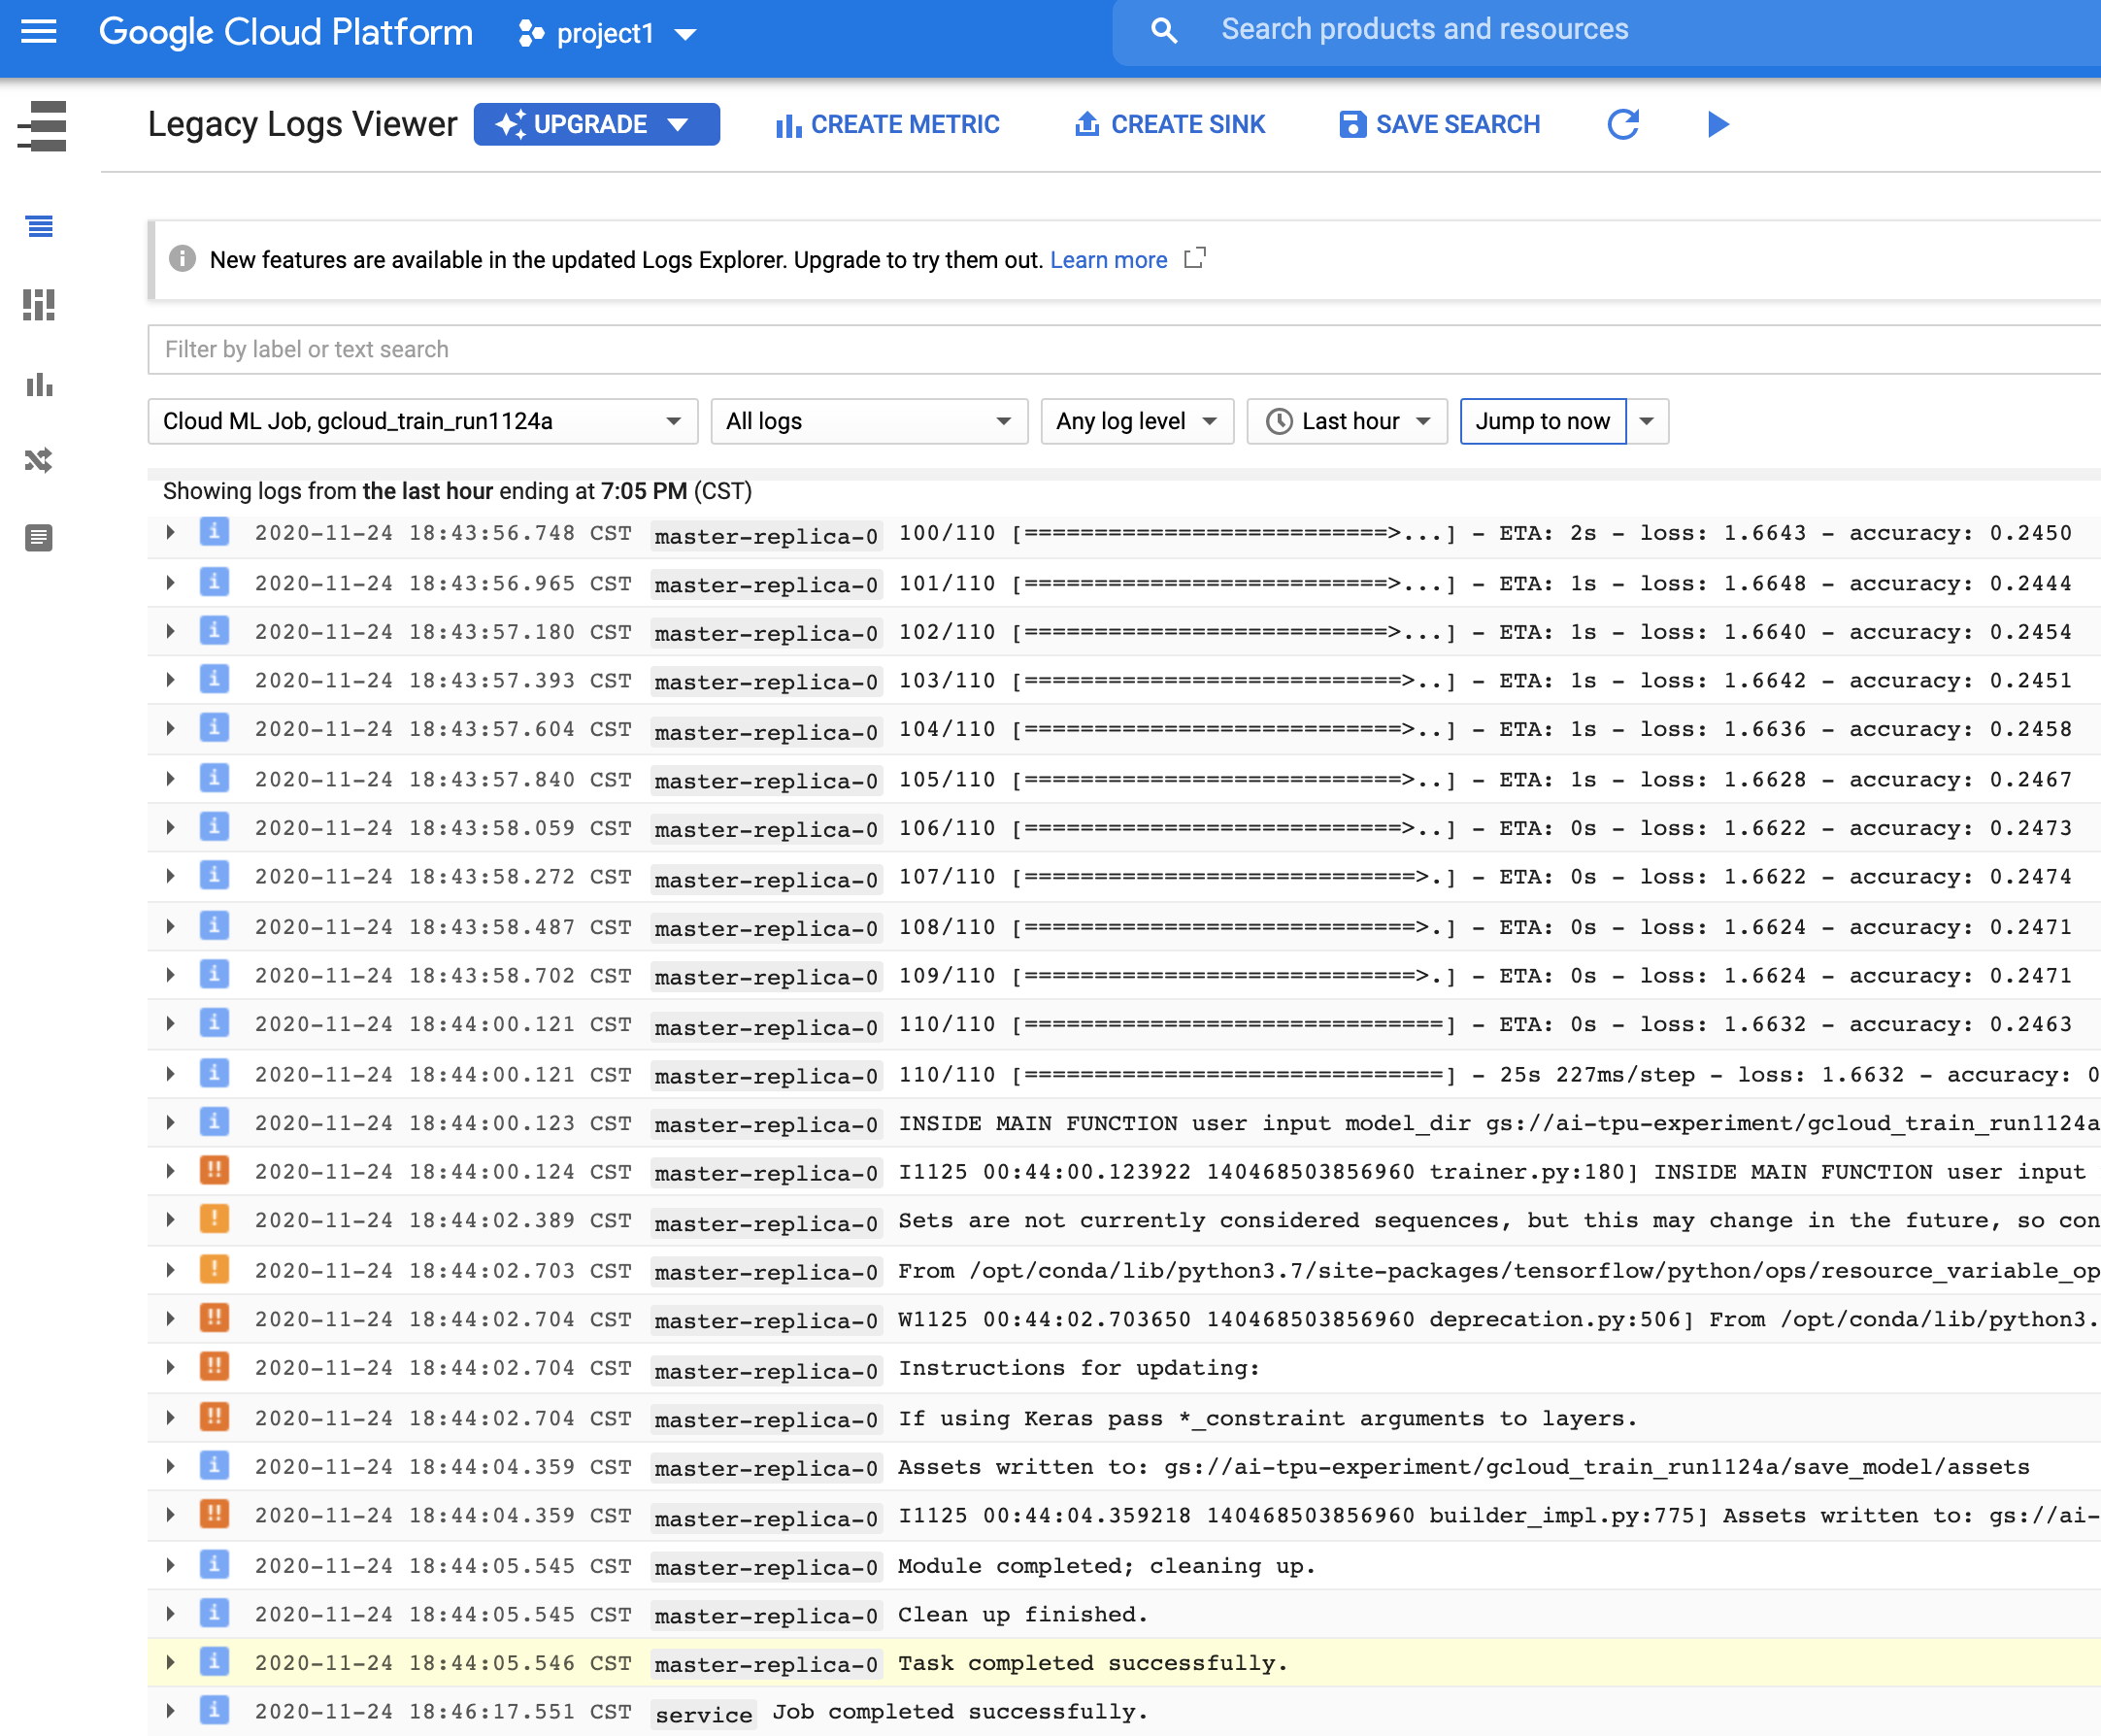 Google Cloud Platform project1 Search products and resources
Legacy Logs Viewer UPGRADE CREATE METRIC CREATE SINK SAVE SEARCH
New features are available in the updated Logs Explorer. Upgrade to try them out. Learn more
Filter by label or text search
Cloud ML Job, gcloud_train_run1124a All logs Any log level Last hour Jump to now
Showing logs from the last hour ending at 7:05 PM (CST)
2020-11-24 18:43:56.748 CST master-replica-0 100/110 [==========================>...] - ETA: 2s - loss: 1.6643 - accuracy: 0.2450
2020-11-24 18:43:56.965 CST master-replica-0 101/110 [==========================>...] - ETA: 1s - loss: 1.6648 - accuracy: 0.2444
2020-11-24 18:43:57.180 CST master-replica-0 102/110 [==========================>...] - ETA: 1s - loss: 1.6640 - accuracy: 0.2454
2020-11-24 18:43:57.393 CST master-replica-0 103/110 [===========================>..] - ETA: 1s - loss: 1.6642 - accuracy: 0.2451
2020-11-24 18:43:57.604 CST master-replica-0 104/110 [===========================>..] - ETA: 1s - loss: 1.6636 - accuracy: 0.2458
2020-11-24 18:43:57.840 CST master-replica-0 105/110 [===========================>..] - ETA: 1s - loss: 1.6628 - accuracy: 0.2467
2020-11-24 18:43:58.059 CST master-replica-0 106/110 [===========================>..] - ETA: 0s - loss: 1.6622 - accuracy: 0.2473
2020-11-24 18:43:58.272 CST master-replica-0 107/110 [============================>.] - ETA: 0s - loss: 1.6622 - accuracy: 0.2474
2020-11-24 18:43:58.487 CST master-replica-0 108/110 [============================>.] - ETA: 0s - loss: 1.6624 - accuracy: 0.2471
2020-11-24 18:43:58.702 CST master-replica-0 109/110 [============================>.] - ETA: 0s - loss: 1.6624 - accuracy: 0.2471
2020-11-24 18:44:00.121 CST master-replica-0 110/110 [==============================] - ETA: 0s - loss: 1.6632 - accuracy: 0.2463
2020-11-24 18:44:00.121 CST master-replica-0 110/110 [==============================] - 25s 227ms/step - loss: 1.6632 - accuracy: 0
2020-11-24 18:44:00.123 CST master-replica-0 INSIDE MAIN FUNCTION user input model_dir gs://ai-tpu-experiment/gcloud_train_run1124a
2020-11-24 18:44:00.124 CST master-replica-0 I1125 00:44:00.123922 140468503856960 trainer.py:180] INSIDE MAIN FUNCTION user input
2020-11-24 18:44:02.389 CST master-replica-0 Sets are not currently considered sequences, but this may change in the future, so con
2020-11-24 18:44:02.703 CST master-replica-0 From /opt/conda/lib/python3.7/site-packages/tensorflow/python/ops/resource_variable_op
2020-11-24 18:44:02.704 CST master-replica-0 W1125 00:44:02.703650 140468503856960 deprecation.py:506] From /opt/conda/lib/python3.
2020-11-24 18:44:02.704 CST master-replica-0 Instructions for updating:
2020-11-24 18:44:02.704 CST master-replica-0 If using Keras pass *_constraint arguments to layers.
2020-11-24 18:44:04.359 CST master-replica-0 Assets written to: gs://ai-tpu-experiment/gcloud_train_run1124a/save_model/assets
2020-11-24 18:44:04.359 CST master-replica-0 I1125 00:44:04.359218 140468503856960 builder_impl.py:775] Assets written to: gs://ai-
2020-11-24 18:44:05.545 CST master-replica-0 Module completed; cleaning up.
2020-11-24 18:44:05.545 CST master-replica-0 Clean up finished.
2020-11-24 18:44:05.546 CST master-replica-0 Task completed successfully.
2020-11-24 18:46:17.551 CST service Job completed successfully.